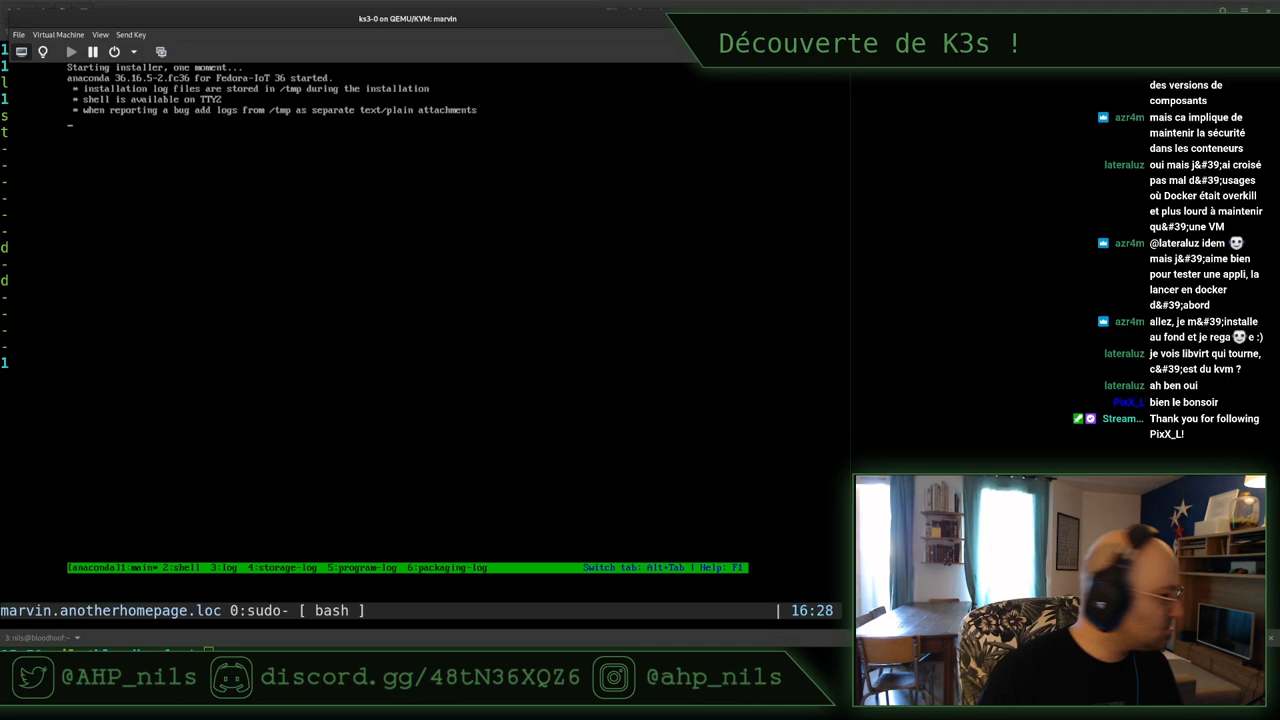 ks3-0 on QEMU/KVM: marvin
File Virtual Machine View Send Key
Découverte de K3s !
Starting installer, one moment...
anaconda 36.16.5-2.fc36 for Fedora-IoT 36 started.
* installation log files are stored in /tmp during the installation
* shell is available on TTY2
* when reporting a bug add logs from /tmp as separate text/plain attachments
[anaconda]1:main* 2:shell 3:log 4:storage-log 5:program-log 6:packaging-log Switch tab: Alt+Tab | Help: F1
marvin.anotherhomepage.loc 0:sudo- [ bash ] | 16:28
3: nils@bloodhoof:~
des versions de
composants
azr4m mais ca implique de
maintenir la sécurité
dans les conteneurs
lateraluz oui mais j&#39;ai croisé
pas mal d&#39;usages
où Docker était overkill
et plus lourd à maintenir
qu&#39;une VM
azr4m @lateraluz idem
mais j&#39;aime bien
pour tester une appli, la
lancer en docker
d&#39;abord
azr4m allez, je m&#39;installe
au fond et je rega e :)
lateraluz je vois libvirt qui tourne,
c&#39;est du kvm ?
lateraluz ah ben oui
PixX_L bien le bonsoir
Stream... Thank you for following
PixX_L!
@AHP_nils discord.gg/48tN36XQZ6 @ahp_nils